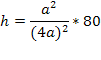 h = a² / (4a)² * 80